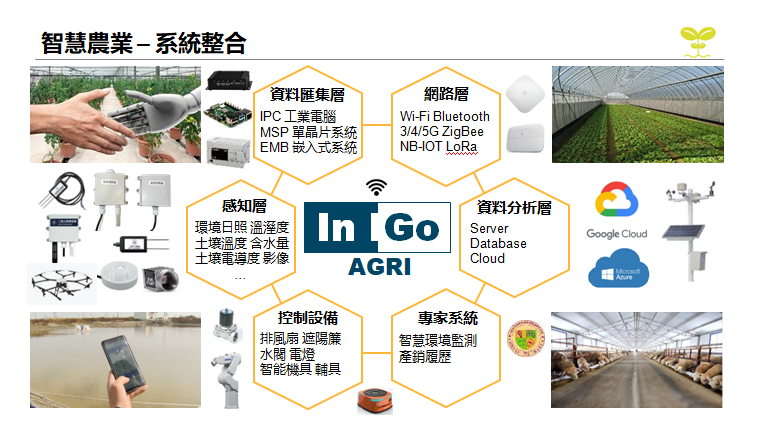 智慧農業 – 系統整合
資料匯集層
IPC 工業電腦
MSP 單晶片系統
EMB 嵌入式系統
網路層
Wi-Fi Bluetooth
3/4/5G ZigBee
NB-IOT LoRa
感知層
環境日照 溫溼度
土壤溫度 含水量
土壤電導度 影像
…
In Go
AGRI
資料分析層
Server
Database
Cloud
Google Cloud
Microsoft
Azure
控制設備
排風扇 遮陽簾
水閥 電燈
智能機具 輔具
專家系統
智慧環境監測
產銷履歷